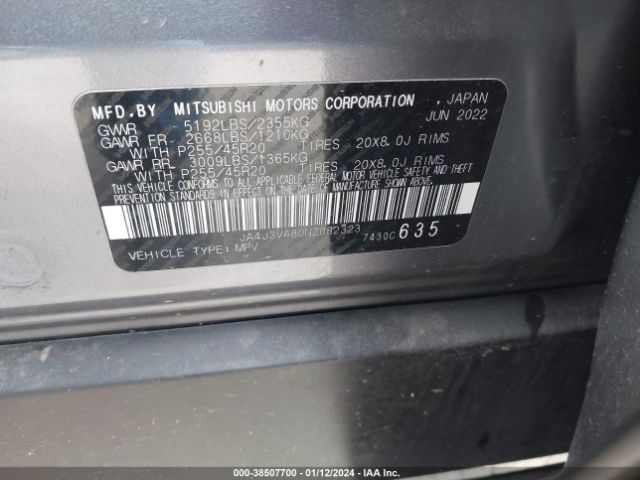 MFD.BY MITSUBISHI MOTORS CORPORATION , JAPAN
JUN 2022
GVWR 5192LBS/2355KG
GAWR FR. 2668LBS/1210KG
WITH P255/45R20 TIRES 20X8.0J RIMS
GAWR RR. 3009LBS/1365KG
WITH P255/45R20 TIRES 20X8.0J RIMS
THIS VEHICLE CONFORMS TO ALL APPLICABLE FEDERAL MOTOR VEHICLE SAFETY, BUMPER, AND THEFT
PREVENTION STANDARDS IN EFFECT ON THE DATE OF MANUFACTURE SHOWN ABOVE.
JA4J3VA80NZ082323
7430C 635
VEHICLE TYPE: MPV
000-38507700 - 01/12/2024 - IAA Inc.